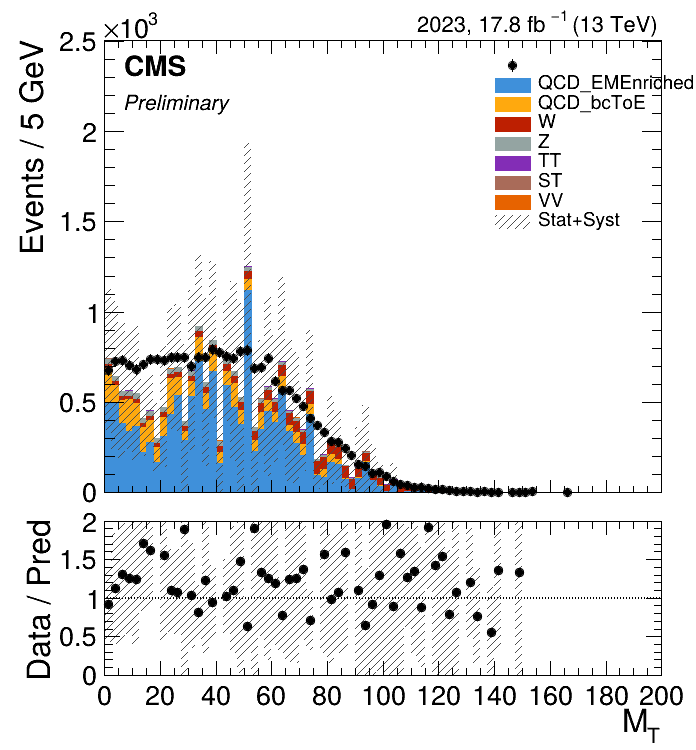 ×10³
2023, 17.8 fb⁻¹ (13 TeV)
CMS
Preliminary
Events / 5 GeV
2.5
2
1.5
1
0.5
0
QCD_EMEnriched
QCD_bcToE
W
Z
TT
ST
VV
Stat+Syst
Data / Pred
2
1.5
1
0.5
0
0 20 40 60 80 100 120 140 160 180 200
M_T